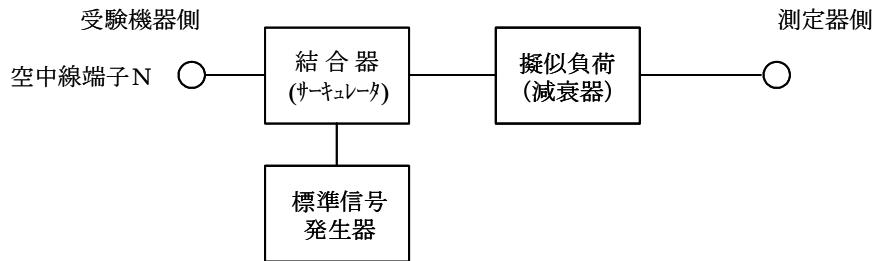 受験機器側
測定器側
空中線端子N
結合器
(ｻｰｷｭﾚｰﾀ)
擬似負荷
(減衰器)
標準信号
発生器